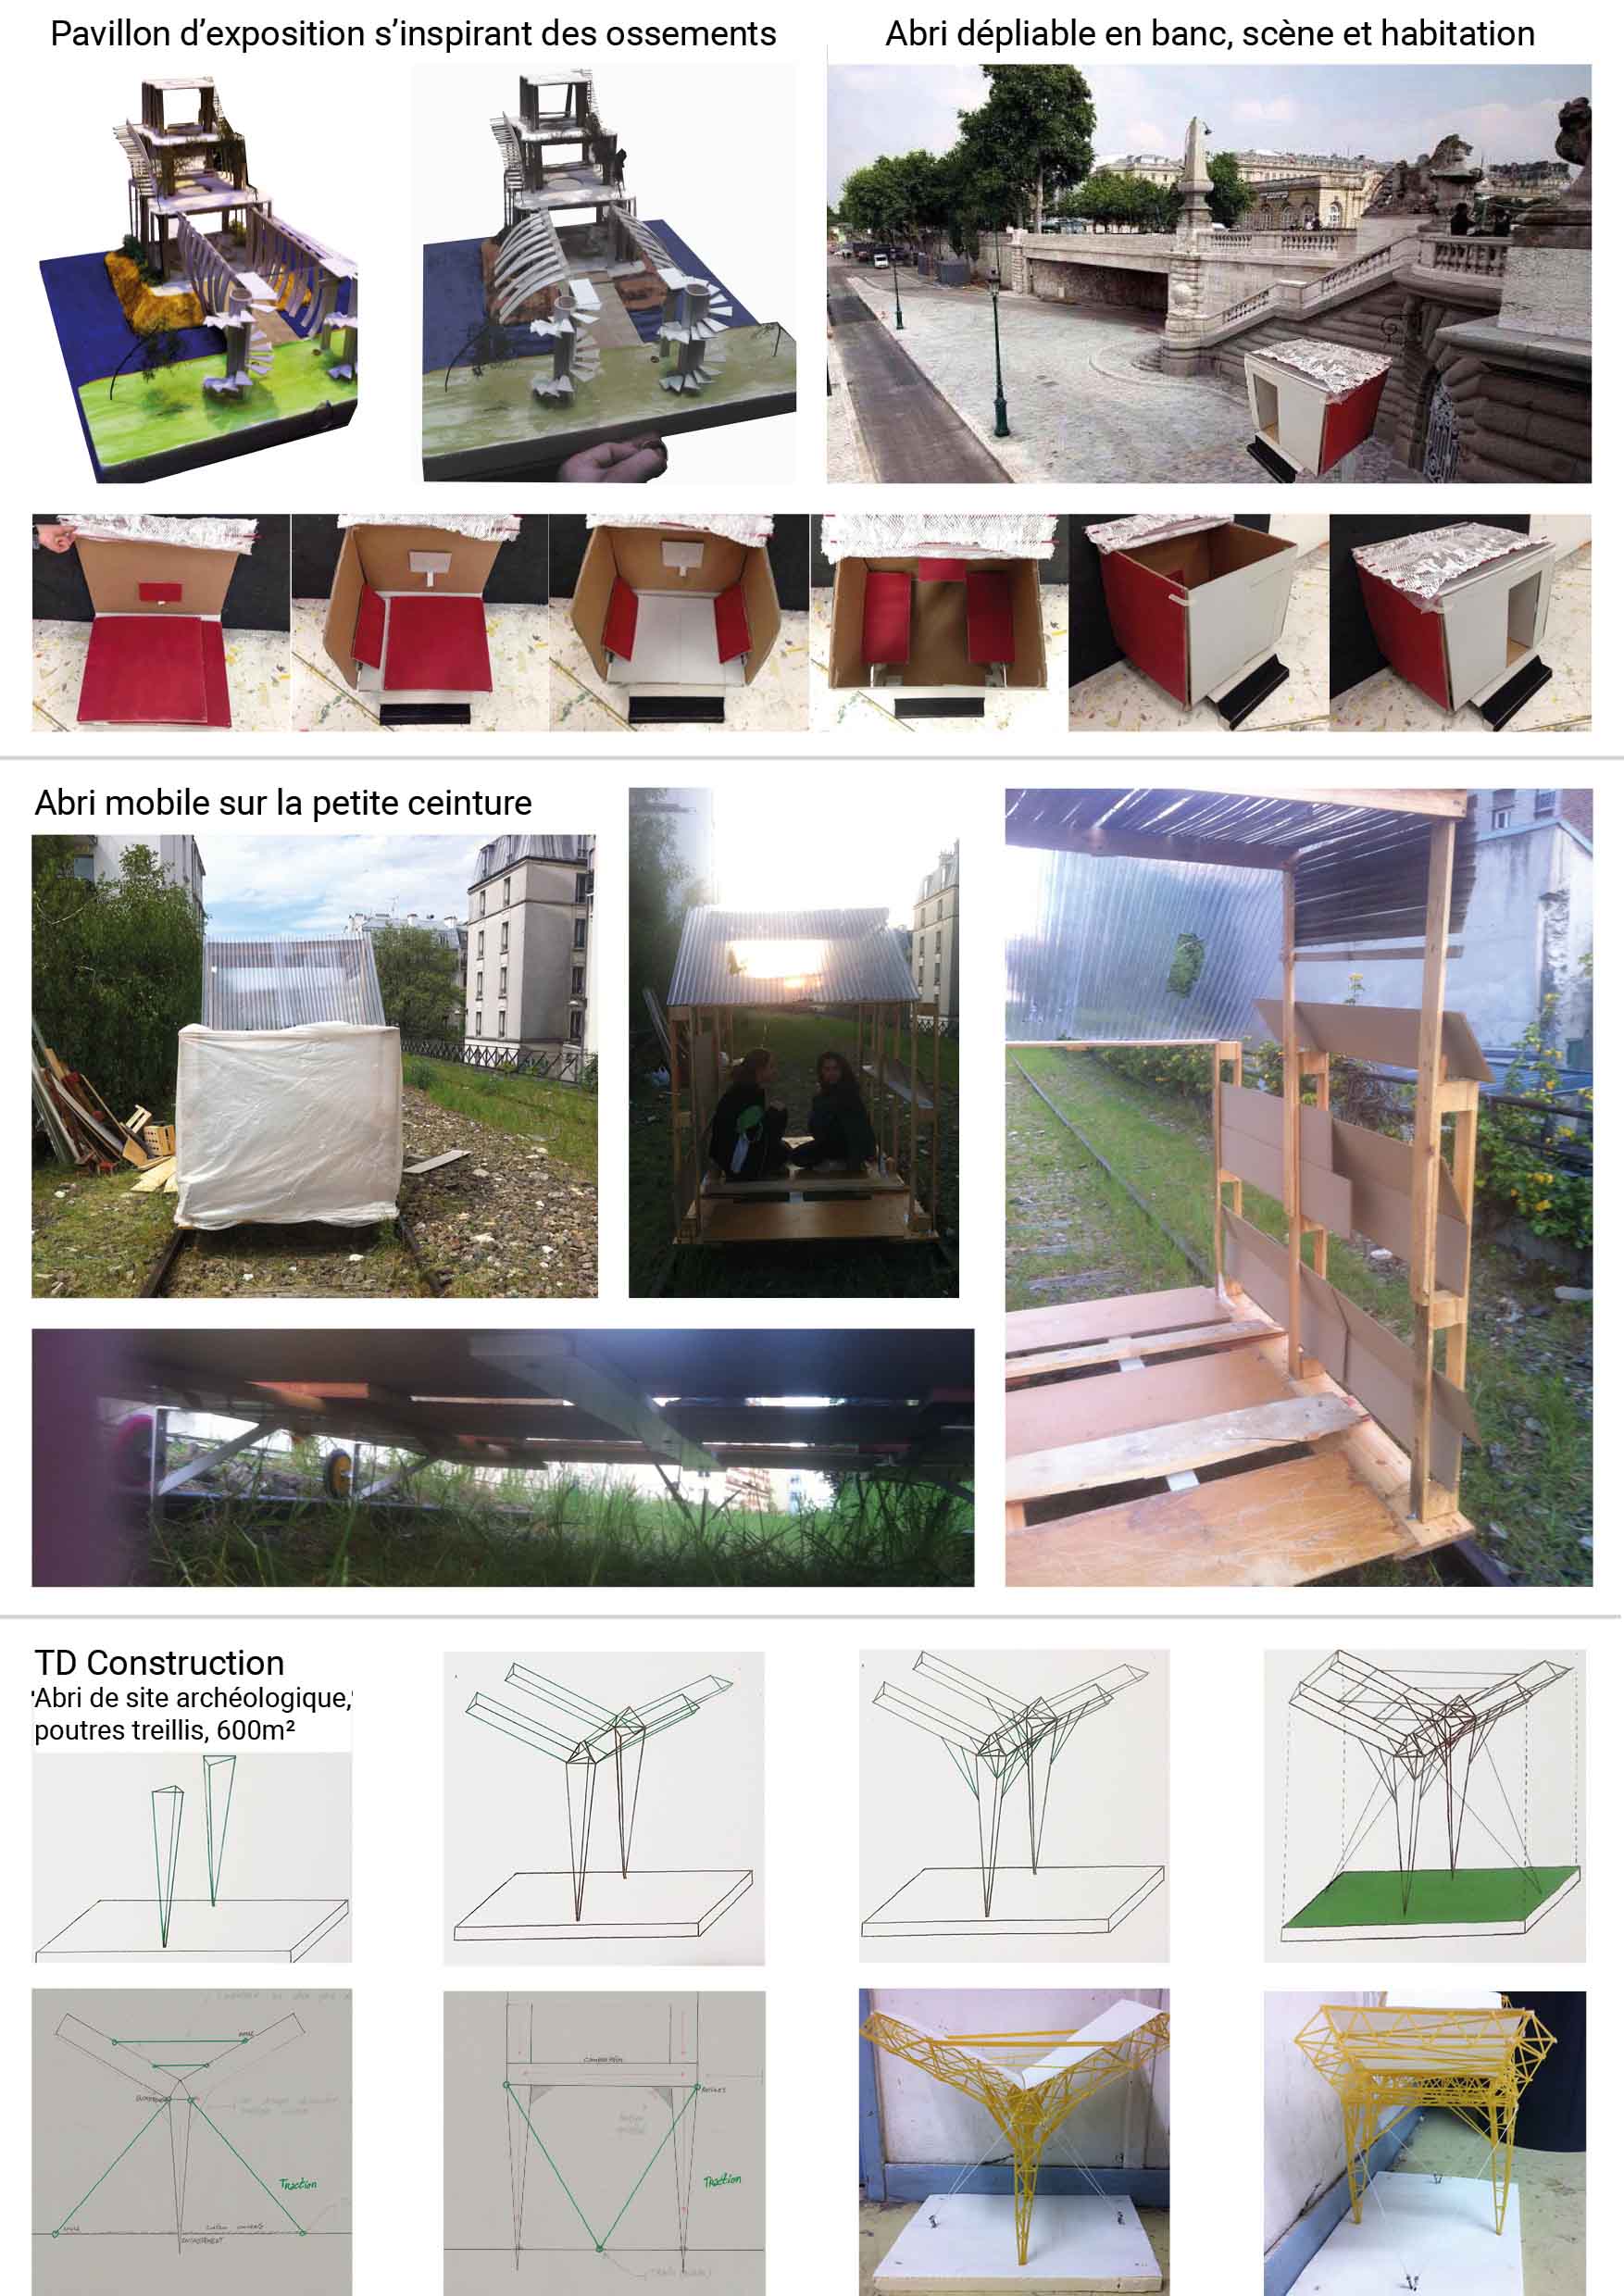 Pavillon d’exposition s’inspirant des ossements
Abri dépliable en banc, scène et habitation
Abri mobile sur la petite ceinture
TD Construction
'Abri de site archéologique,'
poutres treillis, 600m²
Traction
ENCASTREMENT
Traction